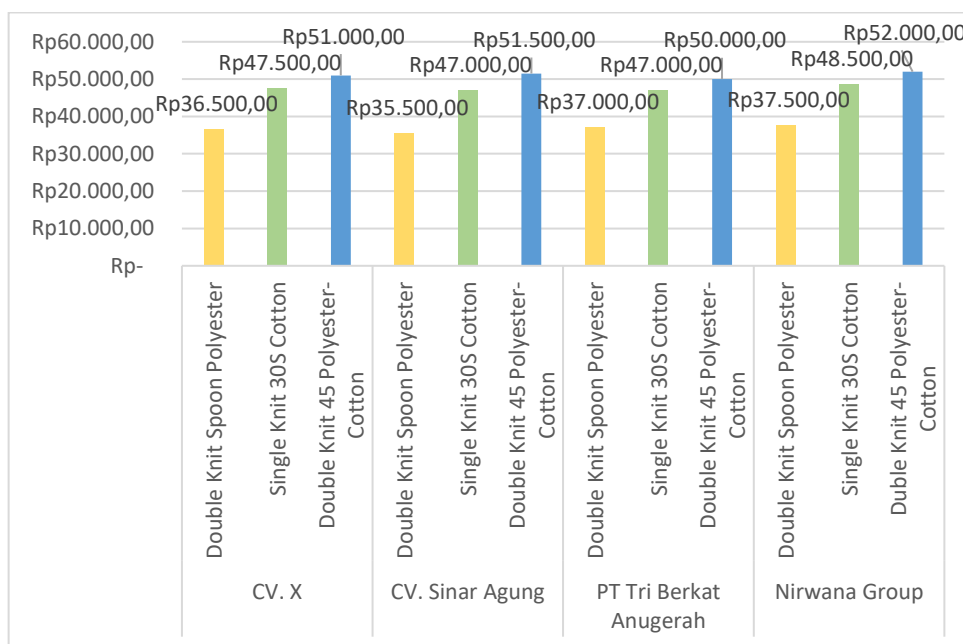 Rp60.000,00
Rp50.000,00
Rp40.000,00
Rp30.000,00
Rp20.000,00
Rp10.000,00
Rp-
Rp36.500,00
Rp47.500,00
Rp51.000,00
Rp35.500,00
Rp47.000,00
Rp51.500,00
Rp37.000,00
Rp47.000,00
Rp50.000,00
Rp37.500,00
Rp48.500,00
Rp52.000,00
Double Knit Spoon Polyester
Single Knit 30S Cotton
Double Knit 45 Polyester-
Cotton
Double Knit Spoon Polyester
Single Knit 30S Cotton
Double Knit 45 Polyester-
Cotton
Double Knit Spoon Polyester
Single Knit 30S Cotton
Double Knit 45 Polyester-
Cotton
Double Knit Spoon Polyester
Single Knit 30S Cotton
Duble Knit 45 Polyester-
Cotton
CV. X
CV. Sinar Agung
PT Tri Berkat
Anugerah
Nirwana Group